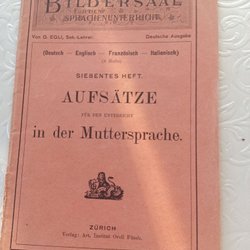 BILDERSAAL
SPRACHENUNTERRICHT.
Von G. EGLI, Sek. Lehrer. Deutsche Ausgabe
(Deutsch — Englisch — Französisch — Italienisch)
SIEBENTES HEFT.
AUFSÄTZE
FÜR DEN UNTERRICHT
in der Muttersprache.
ZÜRICH
Verlag: Art. Institut Orell Füssli.